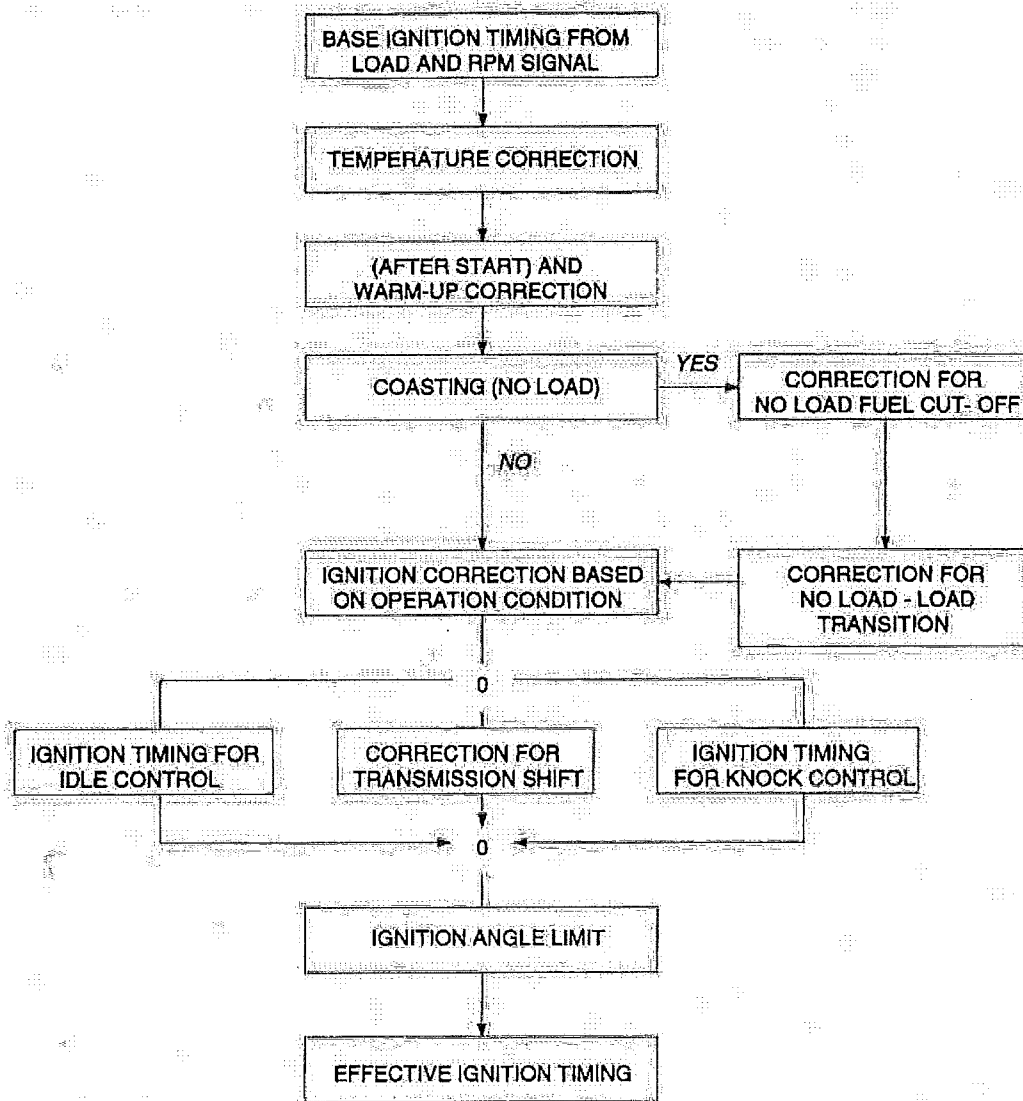 BASE IGNITION TIMING FROM
LOAD AND RPM SIGNAL
TEMPERATURE CORRECTION
(AFTER START) AND
WARM-UP CORRECTION
COASTING (NO LOAD)
YES
CORRECTION FOR
NO LOAD FUEL CUT- OFF
NO
IGNITION CORRECTION BASED
ON OPERATION CONDITION
CORRECTION FOR
NO LOAD - LOAD
TRANSITION
0
IGNITION TIMING FOR
IDLE CONTROL
CORRECTION FOR
TRANSMISSION SHIFT
IGNITION TIMING
FOR KNOCK CONTROL
0
IGNITION ANGLE LIMIT
EFFECTIVE IGNITION TIMING